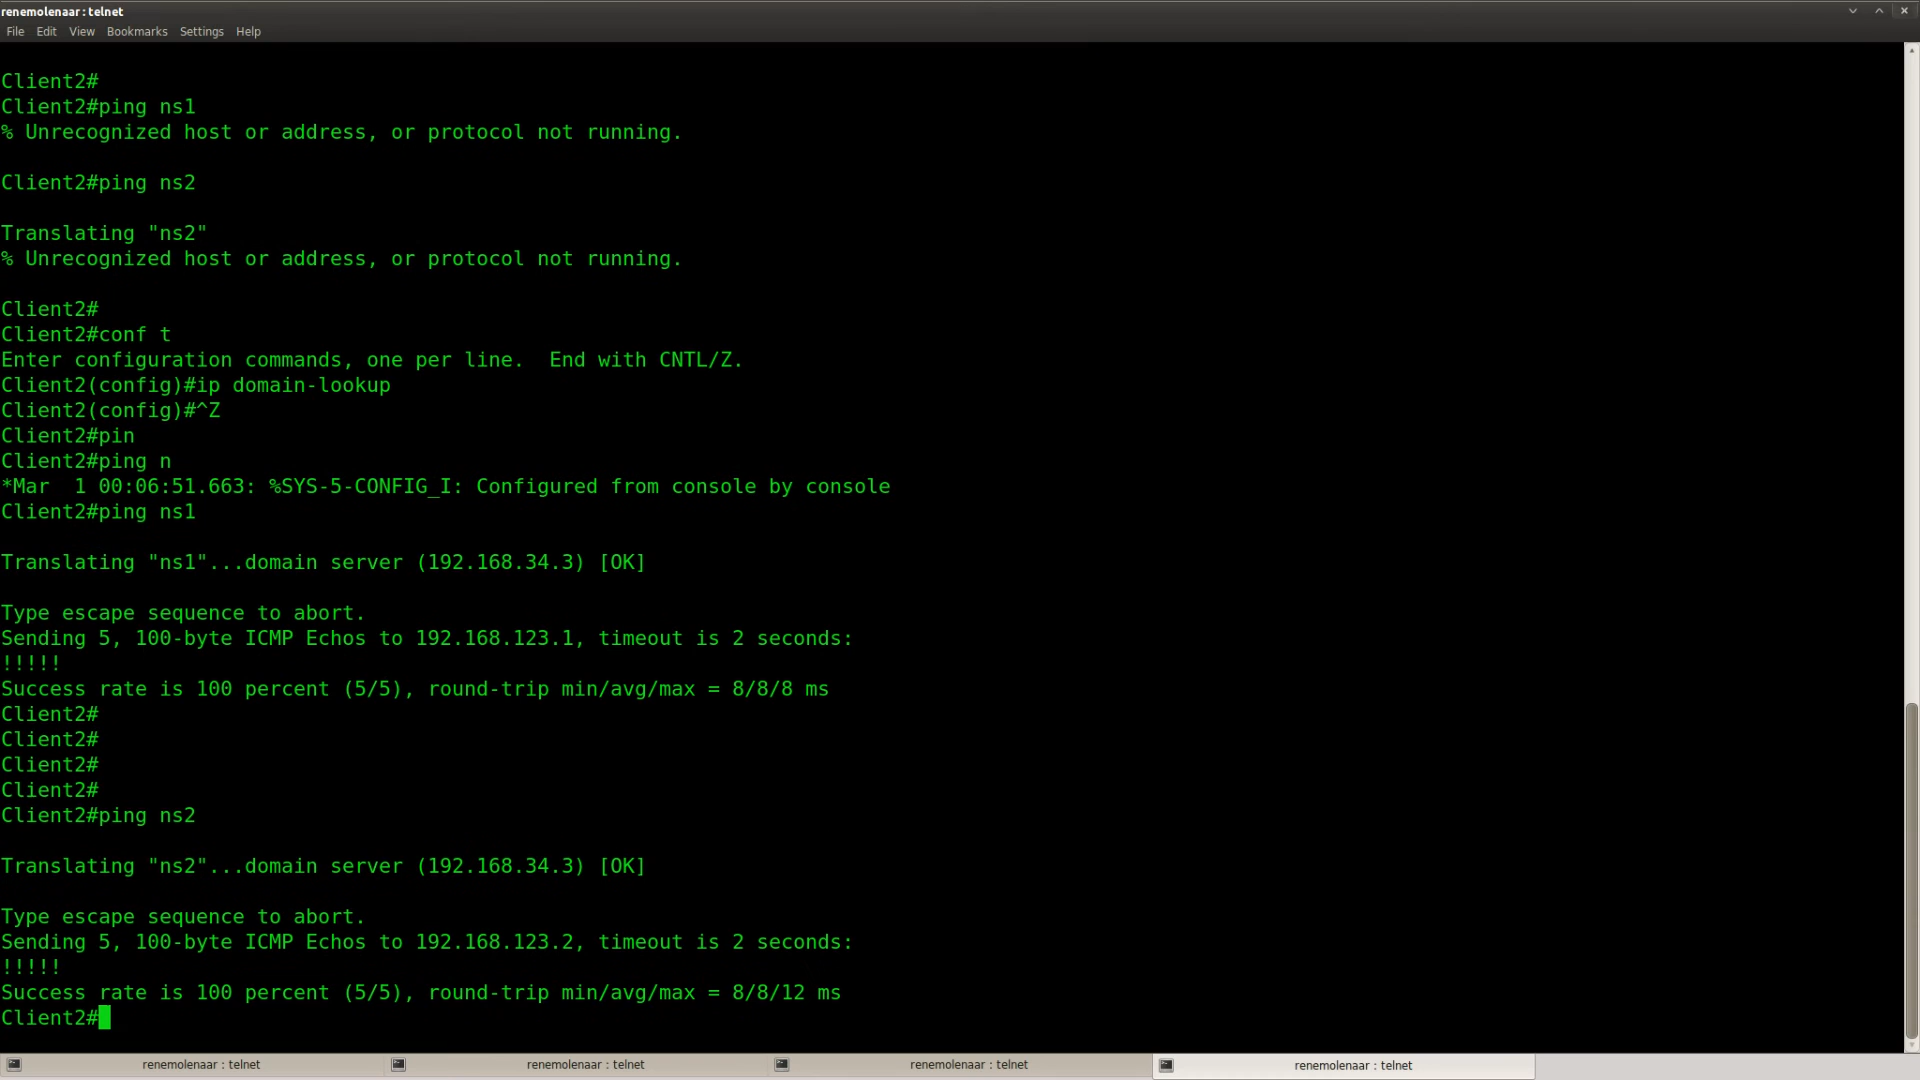 renemolenaar : telnet
File Edit View Bookmarks Settings Help
Client2#
Client2#ping ns1
% Unrecognized host or address, or protocol not running.
Client2#ping ns2
Translating "ns2"
% Unrecognized host or address, or protocol not running.
Client2#
Client2#conf t
Enter configuration commands, one per line.  End with CNTL/Z.
Client2(config)#ip domain-lookup
Client2(config)#^Z
Client2#pin
Client2#ping n
*Mar  1 00:06:51.663: %SYS-5-CONFIG_I: Configured from console by console
Client2#ping ns1
Translating "ns1"...domain server (192.168.34.3) [OK]
Type escape sequence to abort.
Sending 5, 100-byte ICMP Echos to 192.168.123.1, timeout is 2 seconds:
!!!!!
Success rate is 100 percent (5/5), round-trip min/avg/max = 8/8/8 ms
Client2#
Client2#
Client2#
Client2#
Client2#ping ns2
Translating "ns2"...domain server (192.168.34.3) [OK]
Type escape sequence to abort.
Sending 5, 100-byte ICMP Echos to 192.168.123.2, timeout is 2 seconds:
!!!!!
Success rate is 100 percent (5/5), round-trip min/avg/max = 8/8/12 ms
Client2#
renemolenaar : telnet renemolenaar : telnet renemolenaar : telnet renemolenaar : telnet